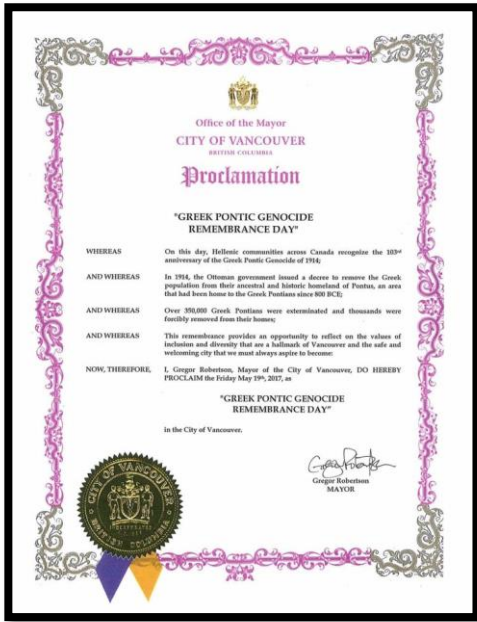 Office of the Mayor
CITY OF VANCOUVER
BRITISH COLUMBIA
Proclamation
"GREEK PONTIC GENOCIDE
REMEMBRANCE DAY"
WHEREAS On this day, Hellenic communities across Canada recognize the 103rd
anniversary of the Greek Pontic Genocide of 1914;
AND WHEREAS In 1914, the Ottoman government issued a decree to remove the Greek
population from their ancestral and historic homeland of Pontus, an area
that had been home to the Greek Pontians since 800 BCE;
AND WHEREAS Over 350,000 Greek Pontians were exterminated and thousands were
forcibly removed from their homes;
AND WHEREAS This remembrance provides an opportunity to reflect on the values of
inclusion and diversity that are a hallmark of Vancouver and the safe and
welcoming city that we must always aspire to become:
NOW, THEREFORE, I, Gregor Robertson, Mayor of the City of Vancouver, DO HEREBY
PROCLAIM the Friday May 19th, 2017, as
"GREEK PONTIC GENOCIDE
REMEMBRANCE DAY"
in the City of Vancouver.
Gregor Robertson
MAYOR
CITY OF VANCOUVER
BRITISH COLUMBIA
INCORPORATED